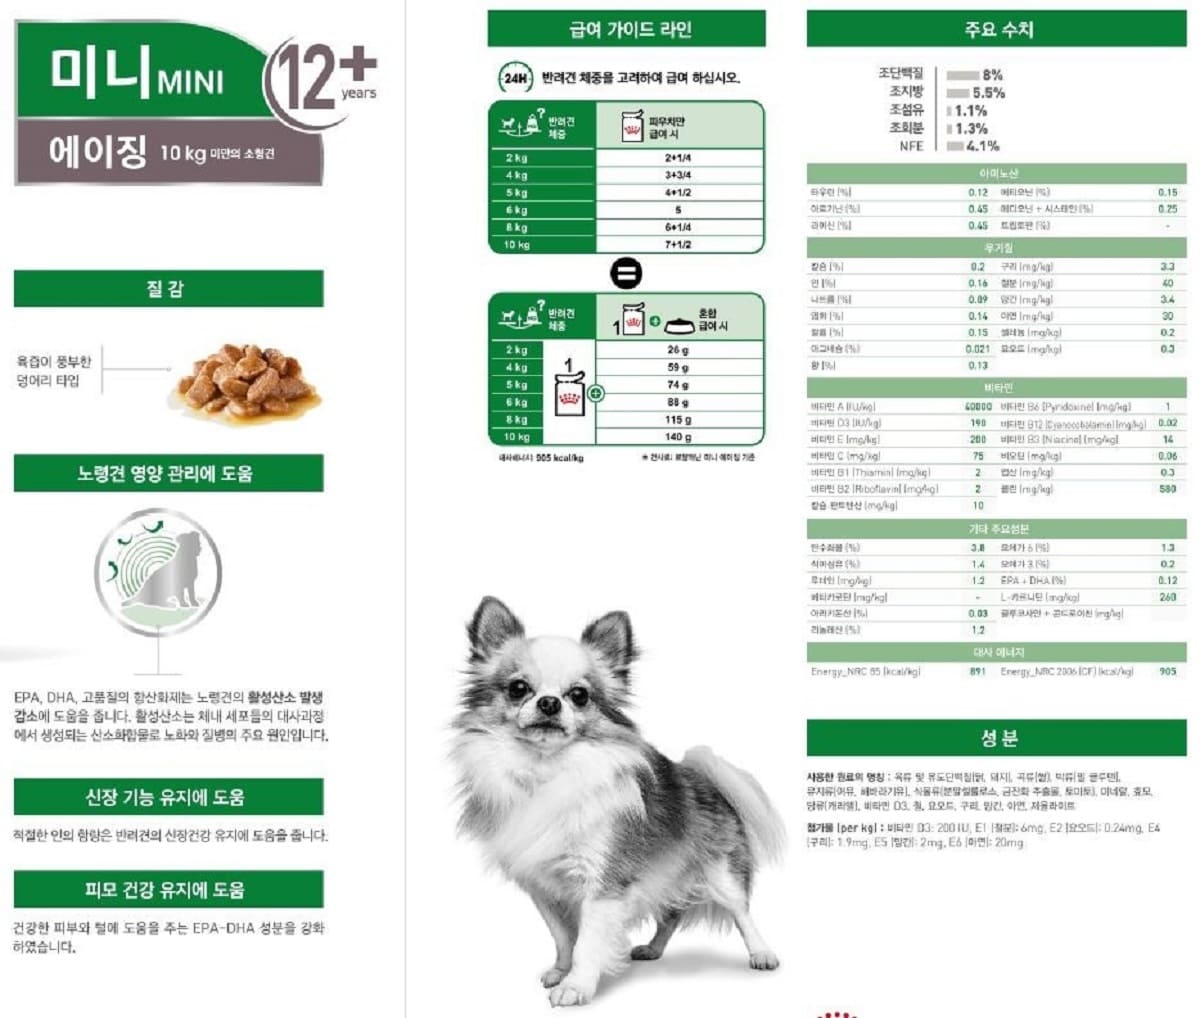 미니 MINI
12+
years
에이징 10 kg 미만의 소형견
질 감
육즙이 풍부한
덩어리 타입
노령견 영양 관리에 도움
EPA, DHA, 고품질의 항산화제는 노령견의 활성산소 발생
감소에 도움을 줍니다. 활성산소는 체내 세포들의 대사과정
에서 생성되는 산소화합물로 노화와 질병의 주요 원인입니다.
신장 기능 유지에 도움
적절한 인의 함량은 반려견의 신장건강 유지에 도움을 줍니다.
피모 건강 유지에 도움
건강한 피부와 털에 도움을 주는 EPA-DHA 성분을 강화
하였습니다.
급여 가이드 라인
24H 반려견 체중을 고려하여 급여 하십시오.
반려견
체중
파우치만
급여 시
2 kg 2+1/4
4 kg 3+3/4
5 kg 4+1/2
6 kg 5
8 kg 6+1/4
10 kg 7+1/2
반려견
체중
1
혼합
급여 시
1
2 kg 26 g
4 kg 59 g
5 kg 74 g
6 kg 88 g
8 kg 115 g
10 kg 140 g
대사에너지: 905 kcal/kg
* 건사료: 로얄캐닌 미니 에이징 기준
주요 수치
조단백질 8%
조지방 5.5%
조섬유 1.1%
조회분 1.3%
NFE 4.1%
아미노산
타우린 (%) 0.12 메티오닌 (%) 0.15
아르기닌 (%) 0.45 메티오닌 + 시스테인 (%) 0.25
라이신 (%) 0.45 트립토판 (%) -
무기질
칼슘 (%) 0.2 구리 (mg/kg) 3.3
인 (%) 0.16 철분 (mg/kg) 40
나트륨 (%) 0.09 망간 (mg/kg) 3.4
염화 (%) 0.14 아연 (mg/kg) 30
칼륨 (%) 0.15 셀레늄 (mg/kg) 0.2
마그네슘 (%) 0.021 요오드 (mg/kg) 0.3
황 (%) 0.13
비타민
비타민 A (IU/kg) 40000 비타민 B6 (Pyridoxine) (mg/kg) 1
비타민 D3 (IU/kg) 190 비타민 B12 (Cyanocobalamin) (mg/kg) 0.02
비타민 E (mg/kg) 200 비타민 B3 (Niacine) (mg/kg) 14
비타민 C (mg/kg) 75 비오틴 (mg/kg) 0.06
비타민 B1 (Thiamin) (mg/kg) 2 엽산 (mg/kg) 0.3
비타민 B2 (Riboflavin) (mg/kg) 2 콜린 (mg/kg) 580
칼슘 판토텐산 (mg/kg) 10
기타 주요성분
탄수화물 (%) 3.8 오메가 6 (%) 1.3
식이섬유 (%) 1.4 오메가 3 (%) 0.2
루테인 (mg/kg) 1.2 EPA + DHA (%) 0.12
베타카로틴 (mg/kg) - L-카르니틴 (mg/kg) 260
아라키돈산 (%) 0.03 글루코사민 + 콘드로이친 (mg/kg)
리놀레산 (%) 1.2
대사 에너지
Energy_NRC 85 (kcal/kg) 891 Energy_NRC 2006 (CF) (kcal/kg) 905
성 분
사용한 원료의 명칭 : 육류 및 유도단백질(닭, 돼지), 곡류(쌀), 박류(밀 글루텐),
유지류(어유, 해바라기유), 식물류(분말셀룰로스, 금잔화 추출물, 토마토), 미네랄, 효모,
당류(캐러멜), 비타민 D3, 철, 요오드, 구리, 망간, 아연, 제올라이트
첨가물 (per kg) : 비타민 D3: 200 IU, E1 (철분): 6mg, E2 (요오드): 0.24mg, E4
(구리): 1.9mg, E5 (망간): 2mg, E6 (아연): 20mg